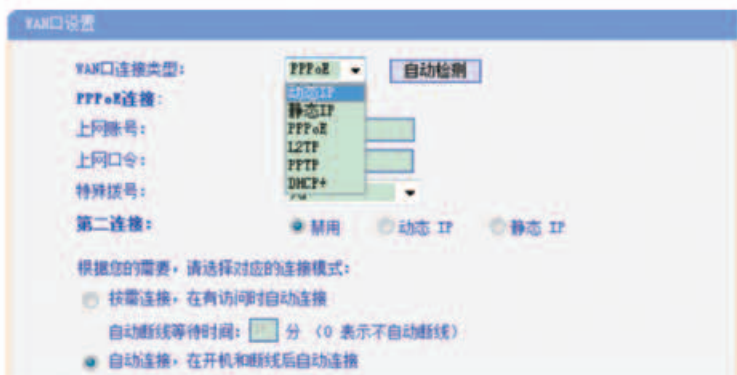 WAN口设置
WAN口连接类型: PPPoE 自动检测
动态IP
PPPoE连接: 静态IP
上网账号: PPPoE
L2TP
上网口令: PPTP
DHCP+
特殊拨号:
第二连接: 禁用 动态 IP 静态 IP
根据您的需要，请选择对应的连接模式:
按需连接，在有访问时自动连接
自动断线等待时间: 分 （0 表示不自动断线）
自动连接，在开机和断线后自动连接